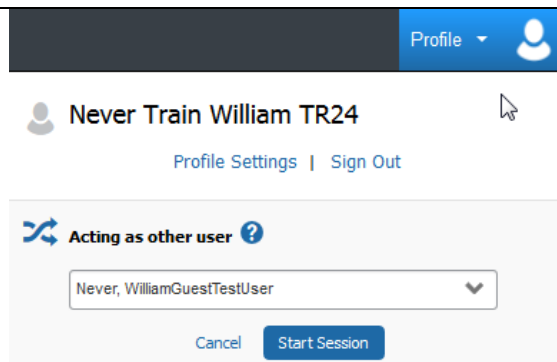 Profile
Never Train William TR24
Profile Settings | Sign Out
Acting as other user ?
Never, WilliamGuestTestUser
Cancel Start Session